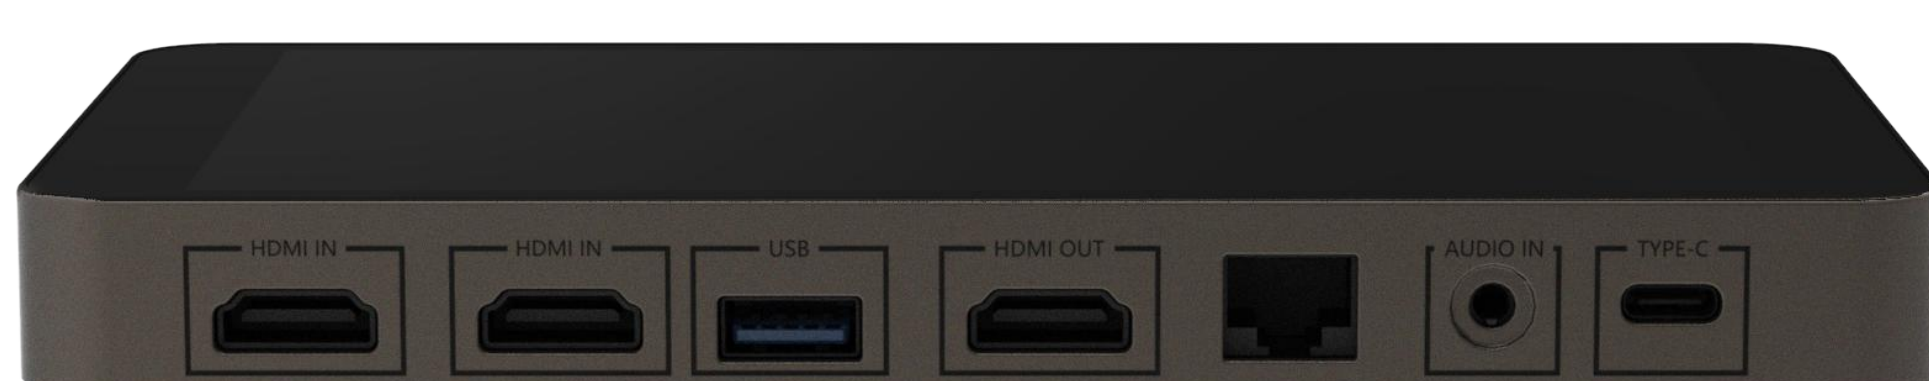 HDMI IN
HDMI IN
USB
HDMI OUT
AUDIO IN
TYPE-C